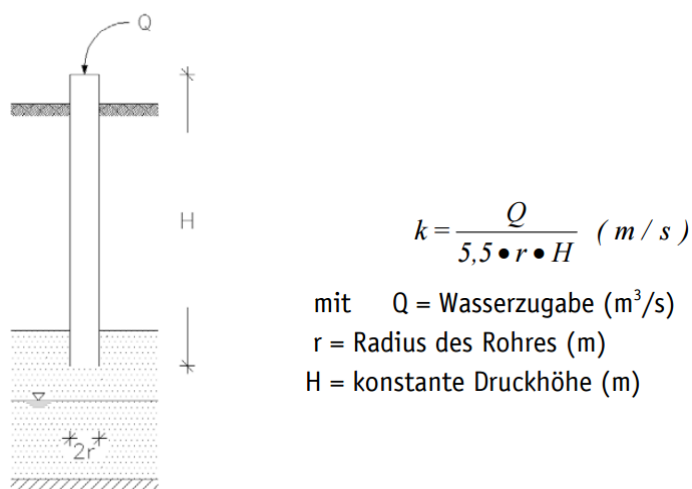 Q
H
2r
k = Q / 5,5 • r • H ( m / s )
mit Q = Wasserzugabe (m³/s)
r = Radius des Rohres (m)
H = konstante Druckhöhe (m)